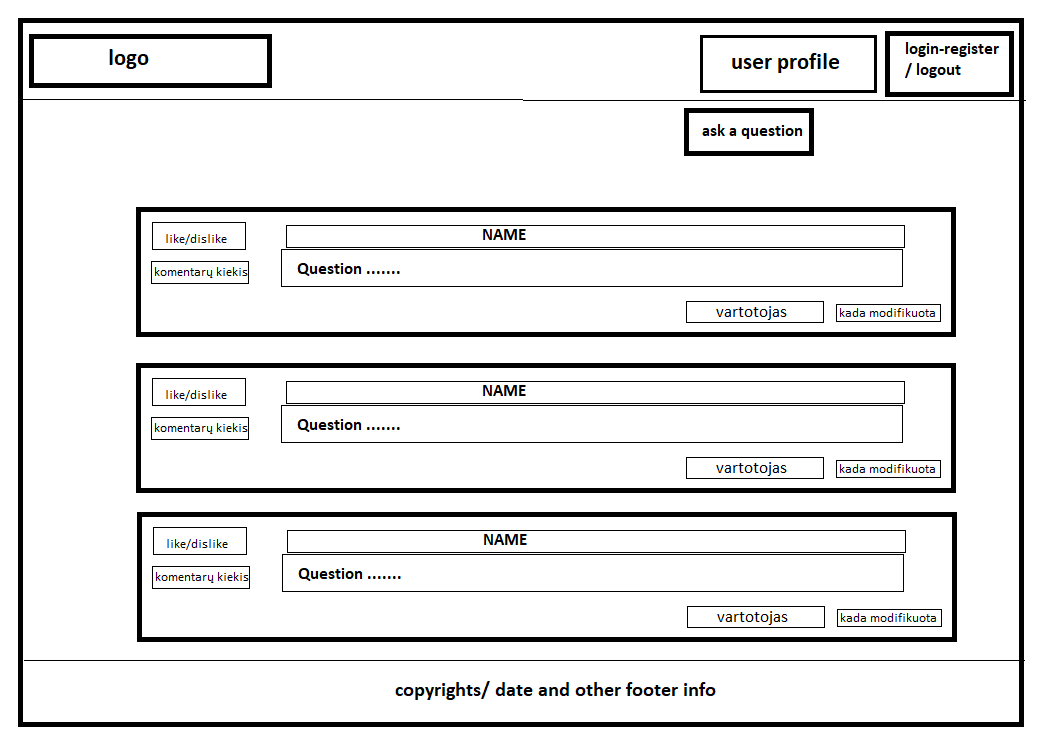 logo
user profile
login-register
/ logout
ask a question
like/dislike
NAME
komentarų kiekis
Question .......
vartotojas
kada modifikuota
like/dislike
NAME
komentarų kiekis
Question .......
vartotojas
kada modifikuota
like/dislike
NAME
komentarų kiekis
Question .......
vartotojas
kada modifikuota
copyrights/ date and other footer info